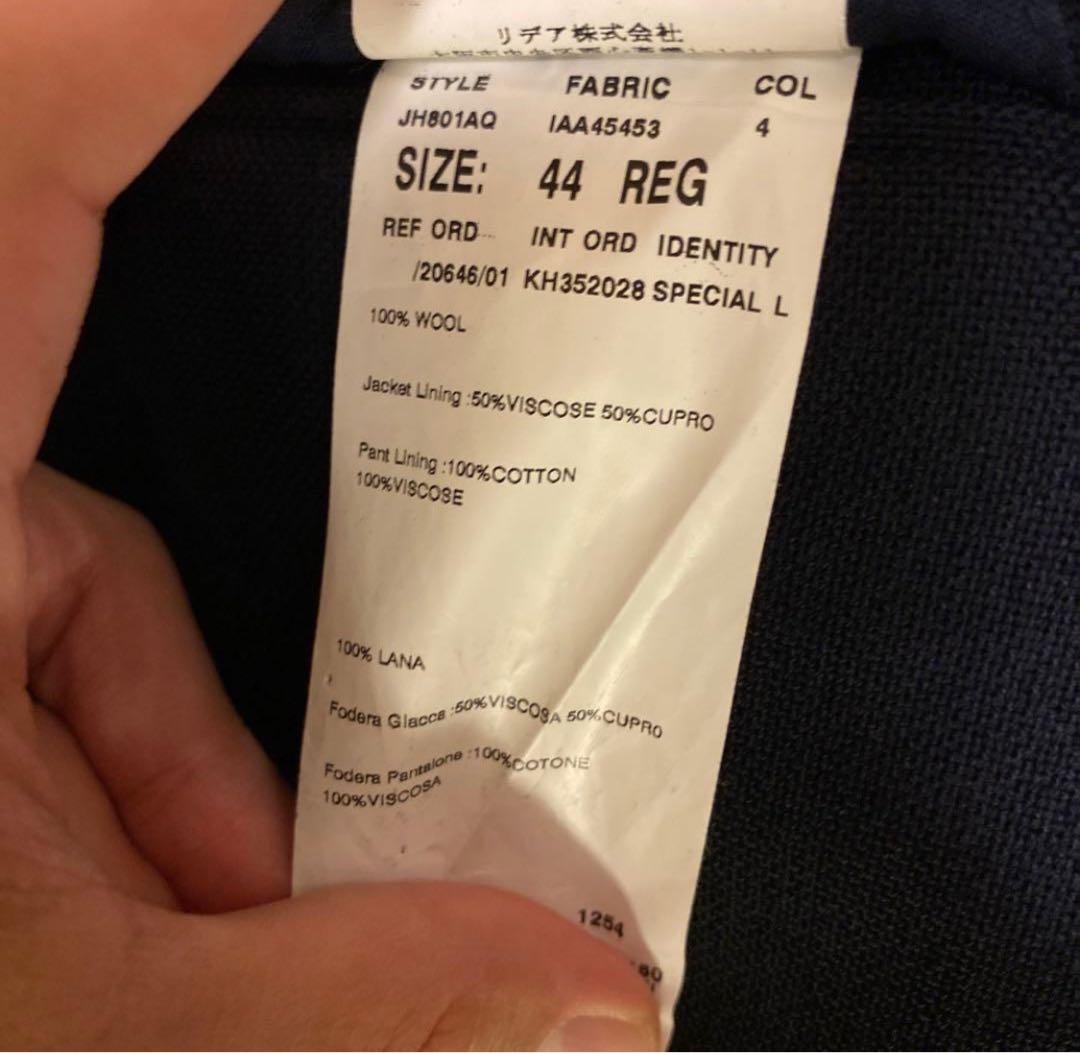 リデア株式会社
STYLE FABRIC COL
JH801AQ IAA45453 4
SIZE: 44 REG
REF ORD INT ORD IDENTITY
/20646/01 KH352028 SPECIAL L
100% WOOL
Jacket Lining :50%VISCOSE 50%CUPRO
Pant Lining :100%COTTON
100%VISCOSE
100% LANA
Fodera Giacca :50%VISCOSA 50%CUPRO
Fodera Pantalone :100%COTONE
100%VISCOSA
1254